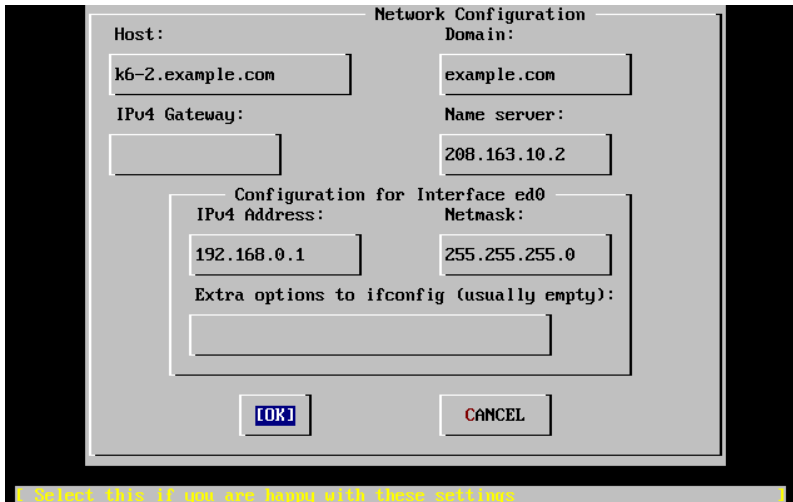 Network Configuration
Host: Domain:
k6-2.example.com example.com
IPv4 Gateway: Name server:
208.163.10.2
Configuration for Interface ed0
IPv4 Address: Netmask:
192.168.0.1 255.255.255.0
Extra options to ifconfig (usually empty):
[OK] CANCEL
[ Select this if you are happy with these settings ]